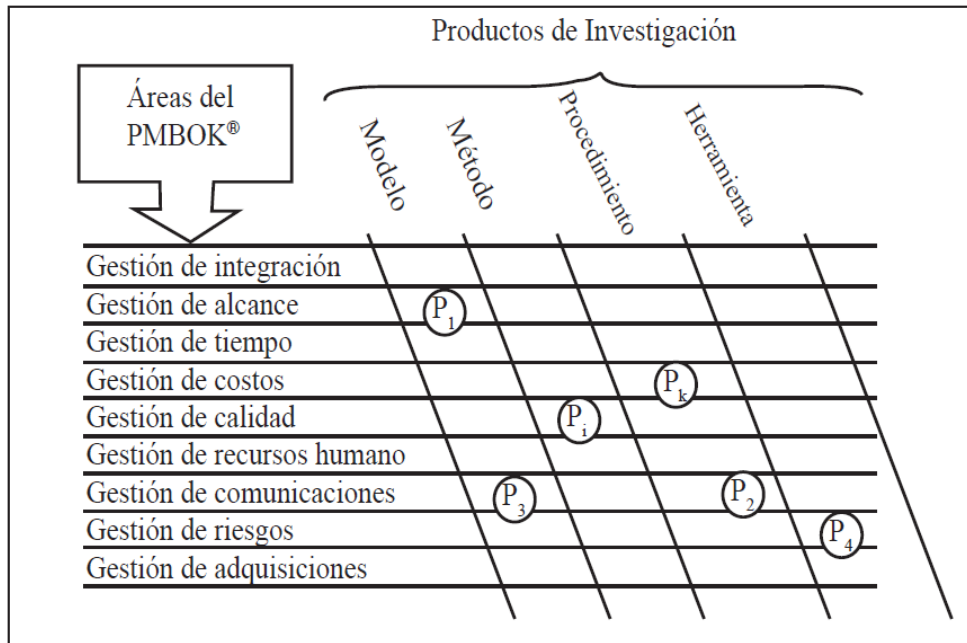 Productos de Investigación
Áreas del
PMBOK®
Modelo
Método
Procedimiento
Herramienta
Gestión de integración
Gestión de alcance
P1
Gestión de tiempo
Gestión de costos
Pk
Gestión de calidad
Pi
Gestión de recursos humano
Gestión de comunicaciones
P3
P2
Gestión de riesgos
P4
Gestión de adquisiciones